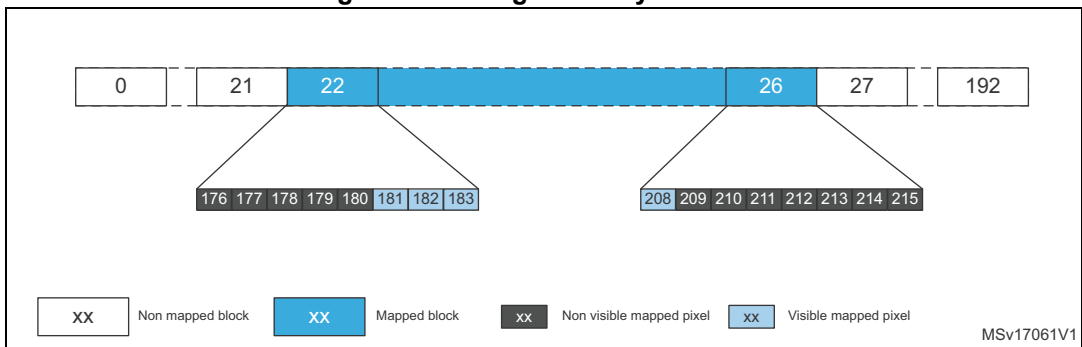 0 21 22 26 27 192
176 177 178 179 180 181 182 183 208 209 210 211 212 213 214 215
xx Non mapped block xx Mapped block xx Non visible mapped pixel xx Visible mapped pixel
MSv17061V1